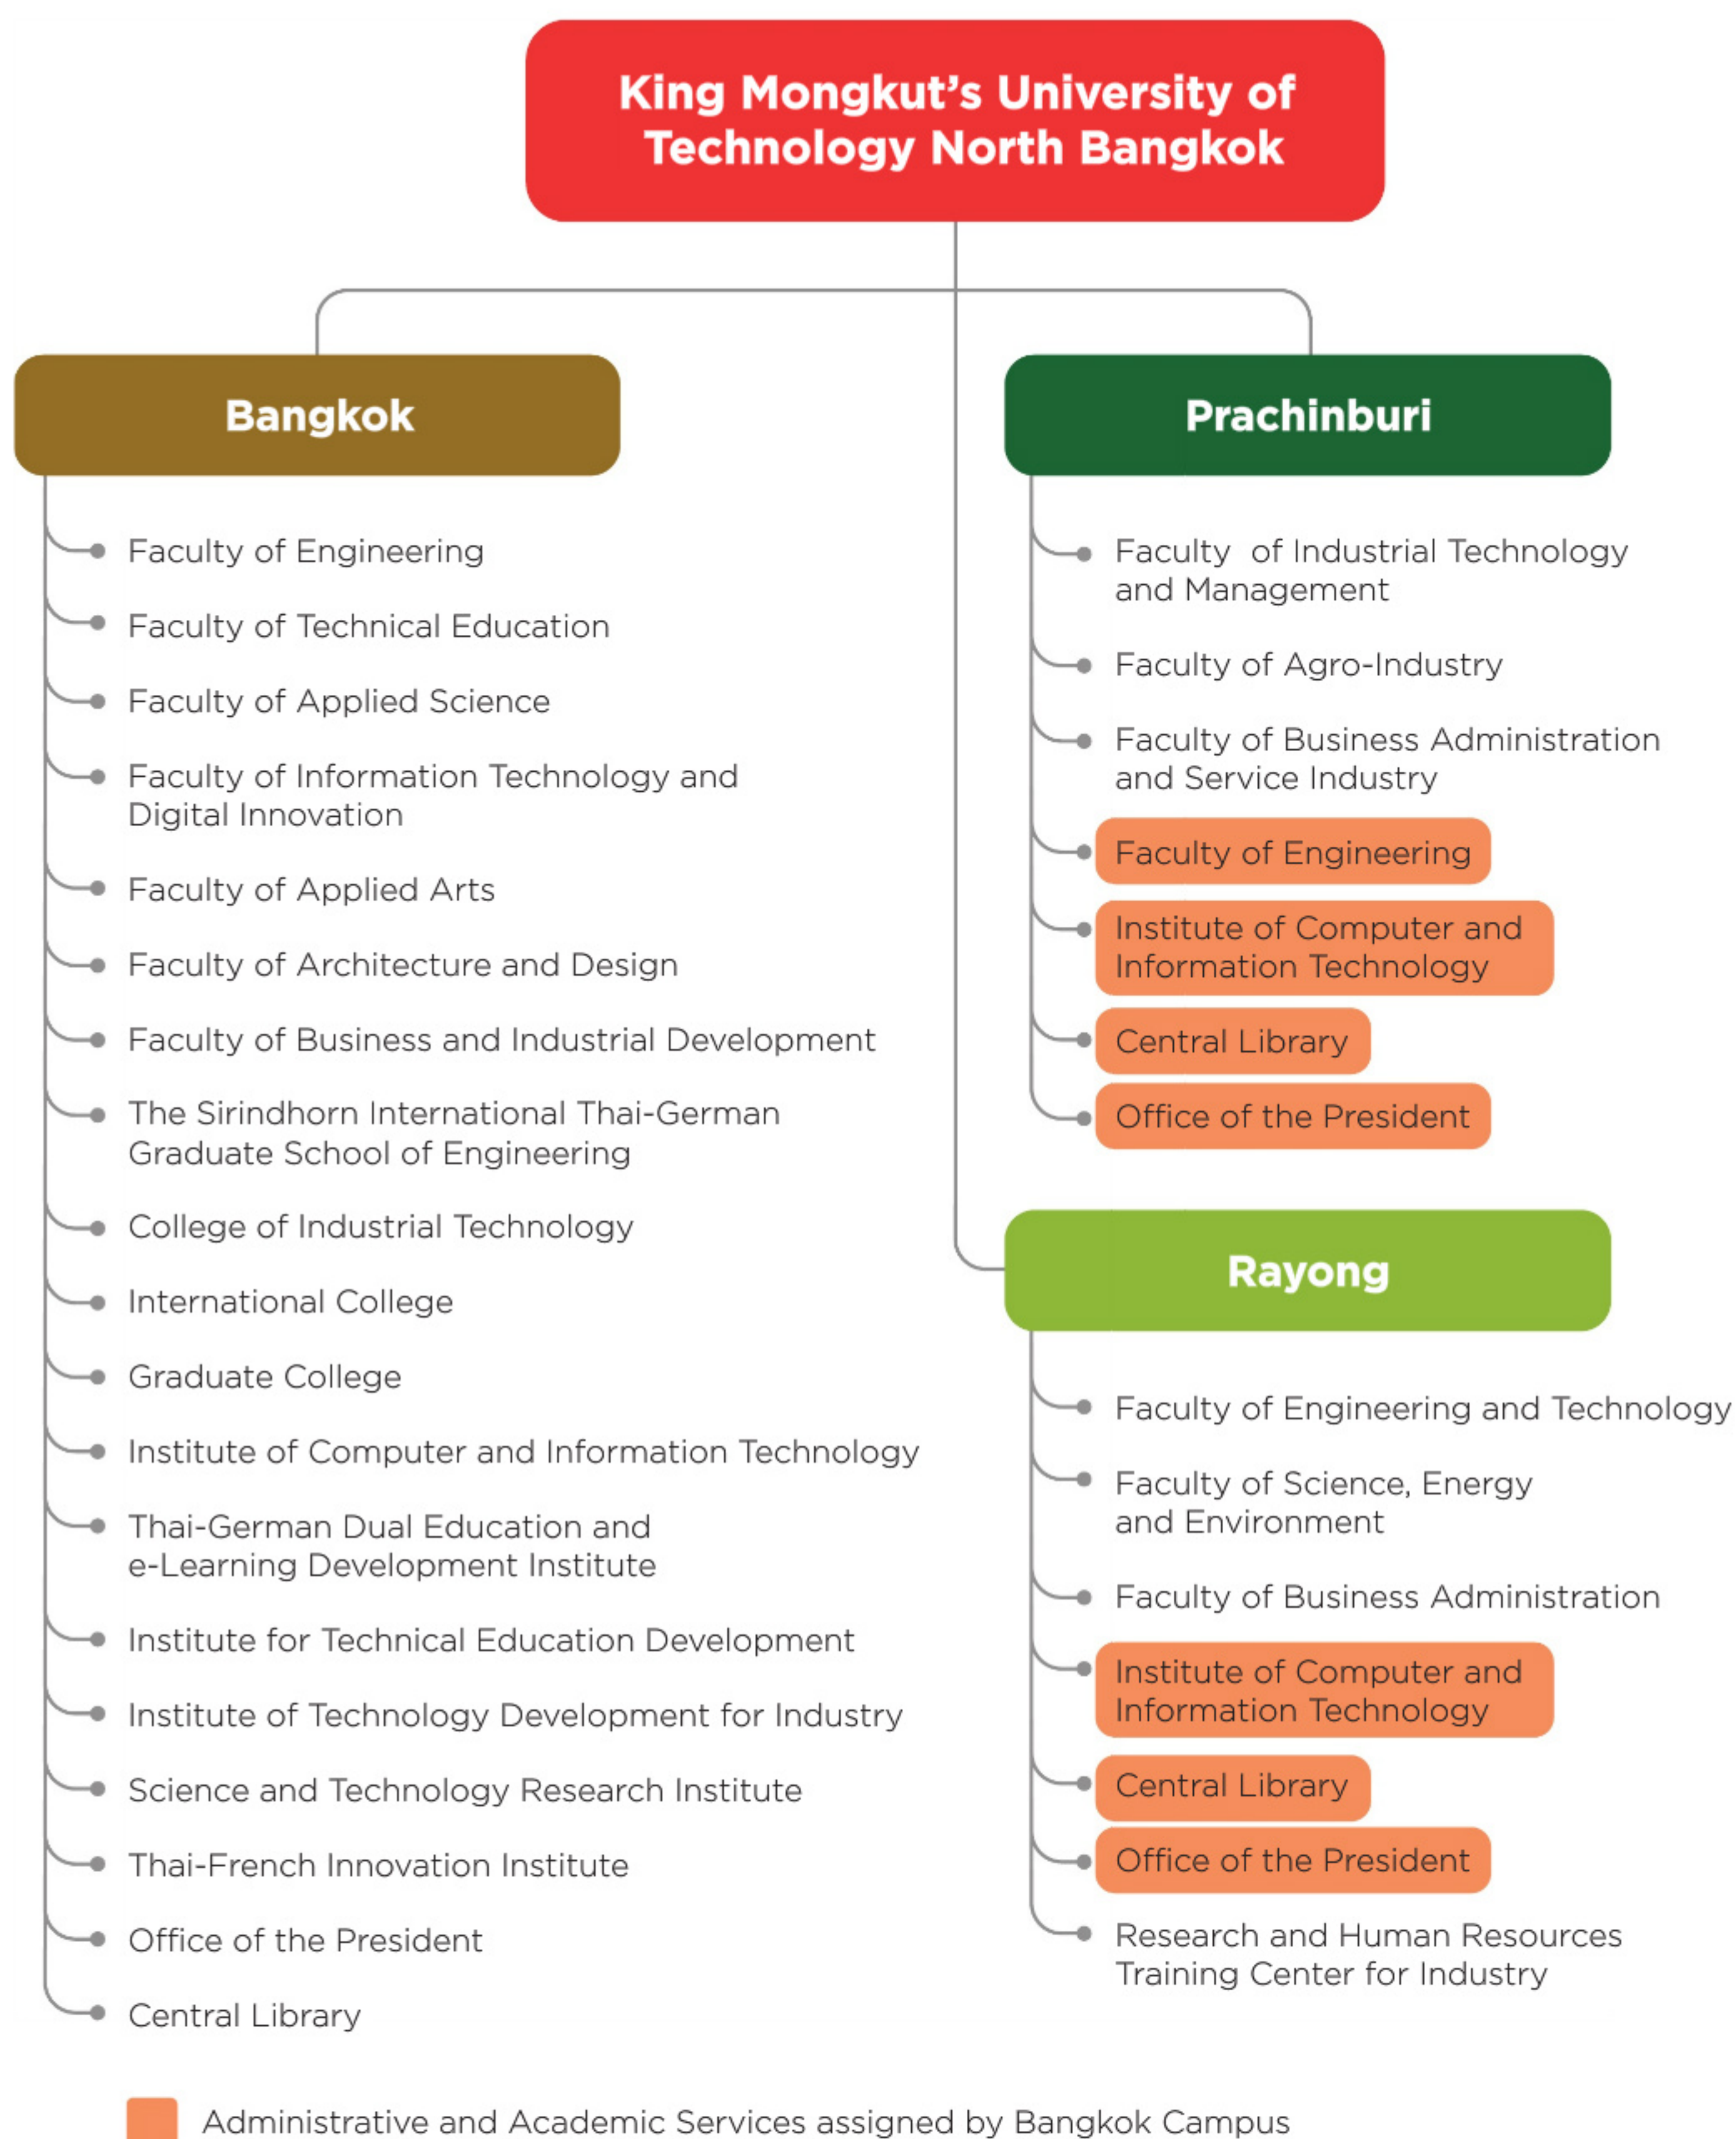 King Mongkut's University of
Technology North Bangkok
Bangkok
Faculty of Engineering
Faculty of Technical Education
Faculty of Applied Science
Faculty of Information Technology and
Digital Innovation
Faculty of Applied Arts
Faculty of Architecture and Design
Faculty of Business and Industrial Development
The Sirindhorn International Thai-German
Graduate School of Engineering
College of Industrial Technology
International College
Graduate College
Institute of Computer and Information Technology
Thai-German Dual Education and
e-Learning Development Institute
Institute for Technical Education Development
Institute of Technology Development for Industry
Science and Technology Research Institute
Thai-French Innovation Institute
Office of the President
Central Library
Prachinburi
Faculty of Industrial Technology
and Management
Faculty of Agro-Industry
Faculty of Business Administration
and Service Industry
Faculty of Engineering
Institute of Computer and
Information Technology
Central Library
Office of the President
Rayong
Faculty of Engineering and Technology
Faculty of Science, Energy
and Environment
Faculty of Business Administration
Institute of Computer and
Information Technology
Central Library
Office of the President
Research and Human Resources
Training Center for Industry
Administrative and Academic Services assigned by Bangkok Campus